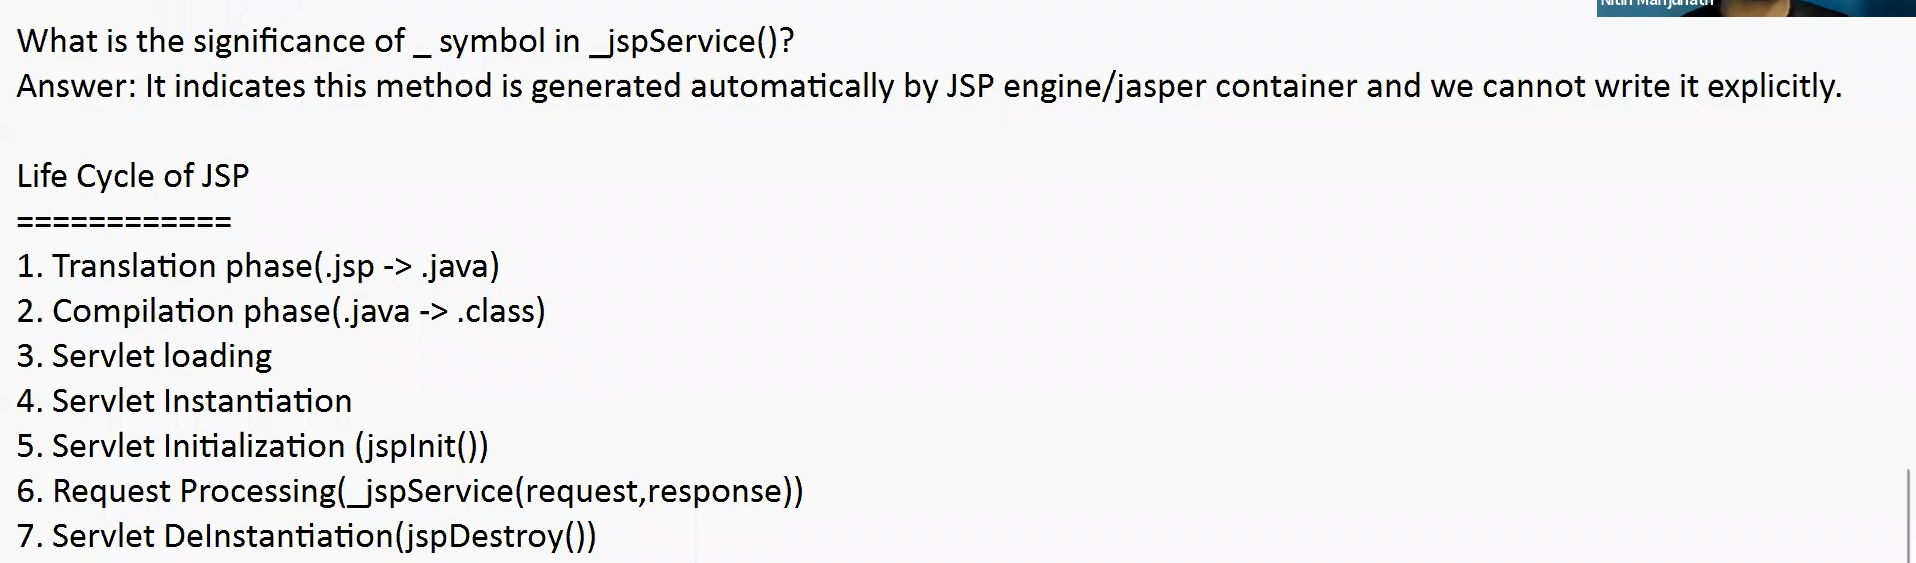 What is the significance of _ symbol in _jspService()?
Answer: It indicates this method is generated automatically by JSP engine/jasper container and we cannot write it explicitly.
Life Cycle of JSP
============
1. Translation phase(.jsp -> .java)
2. Compilation phase(.java -> .class)
3. Servlet loading
4. Servlet Instantiation
5. Servlet Initialization (jspInit())
6. Request Processing(_jspService(request,response))
7. Servlet DeInstantiation(jspDestroy())